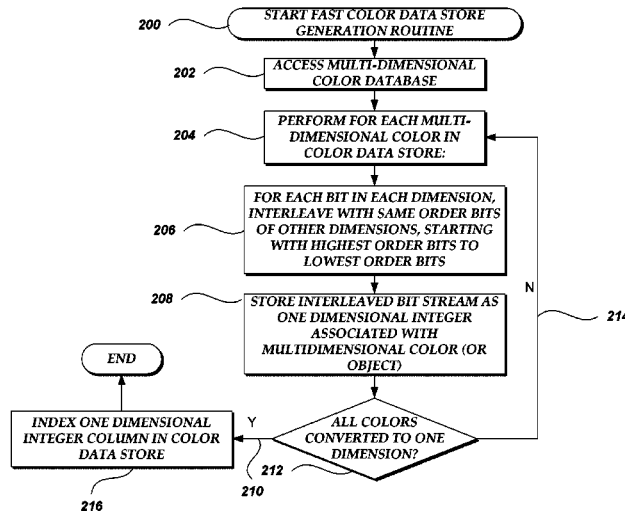 200
START FAST COLOR DATA STORE
GENERATION ROUTINE
202
ACCESS MULTI-DIMENSIONAL
COLOR DATABASE
204
PERFORM FOR EACH MULTI-
DIMENSIONAL COLOR IN
COLOR DATA STORE:
206
FOR EACH BIT IN EACH DIMENSION,
INTERLEAVE WITH SAME ORDER BITS
OF OTHER DIMENSIONS, STARTING
WITH HIGHEST ORDER BITS TO
LOWEST ORDER BITS
N
208
STORE INTERLEAVED BIT STREAM AS
ONE DIMENSIONAL INTEGER
ASSOCIATED WITH
MULTIDIMENSIONAL COLOR (OR
OBJECT)
214
END
ALL COLORS
CONVERTED TO ONE
DIMENSION?
Y
212
210
INDEX ONE DIMENSIONAL
INTEGER COLUMN IN COLOR
DATA STORE
216